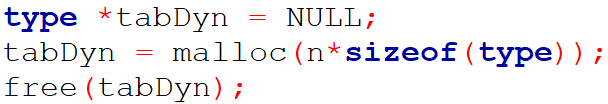 type *tabDyn = NULL;
tabDyn = malloc(n*sizeof(type));
free(tabDyn);